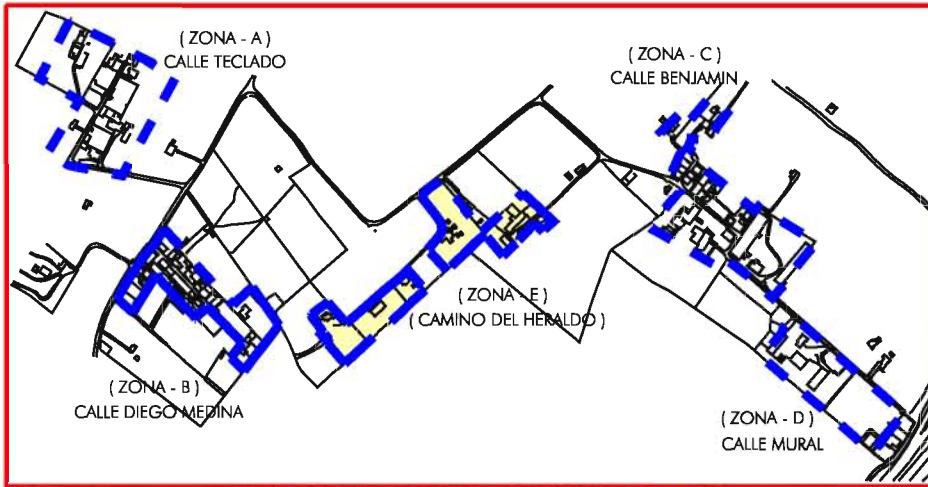 ( ZONA - A )
CALLE TECLADO
( ZONA - C )
CALLE BENJAMIN
( ZONA - E )
( CAMINO DEL HERALDO )
( ZONA - B )
CALLE DIEGO MEDINA
( ZONA - D )
CALLE MURAL